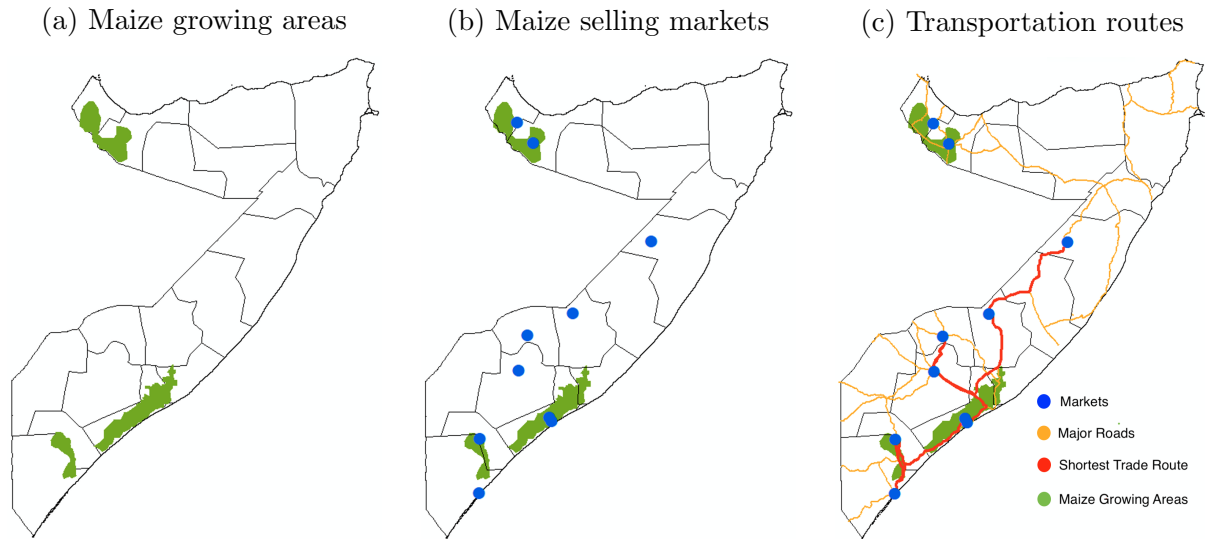 (a) Maize growing areas
(b) Maize selling markets
(c) Transportation routes
Markets
Major Roads
Shortest Trade Route
Maize Growing Areas